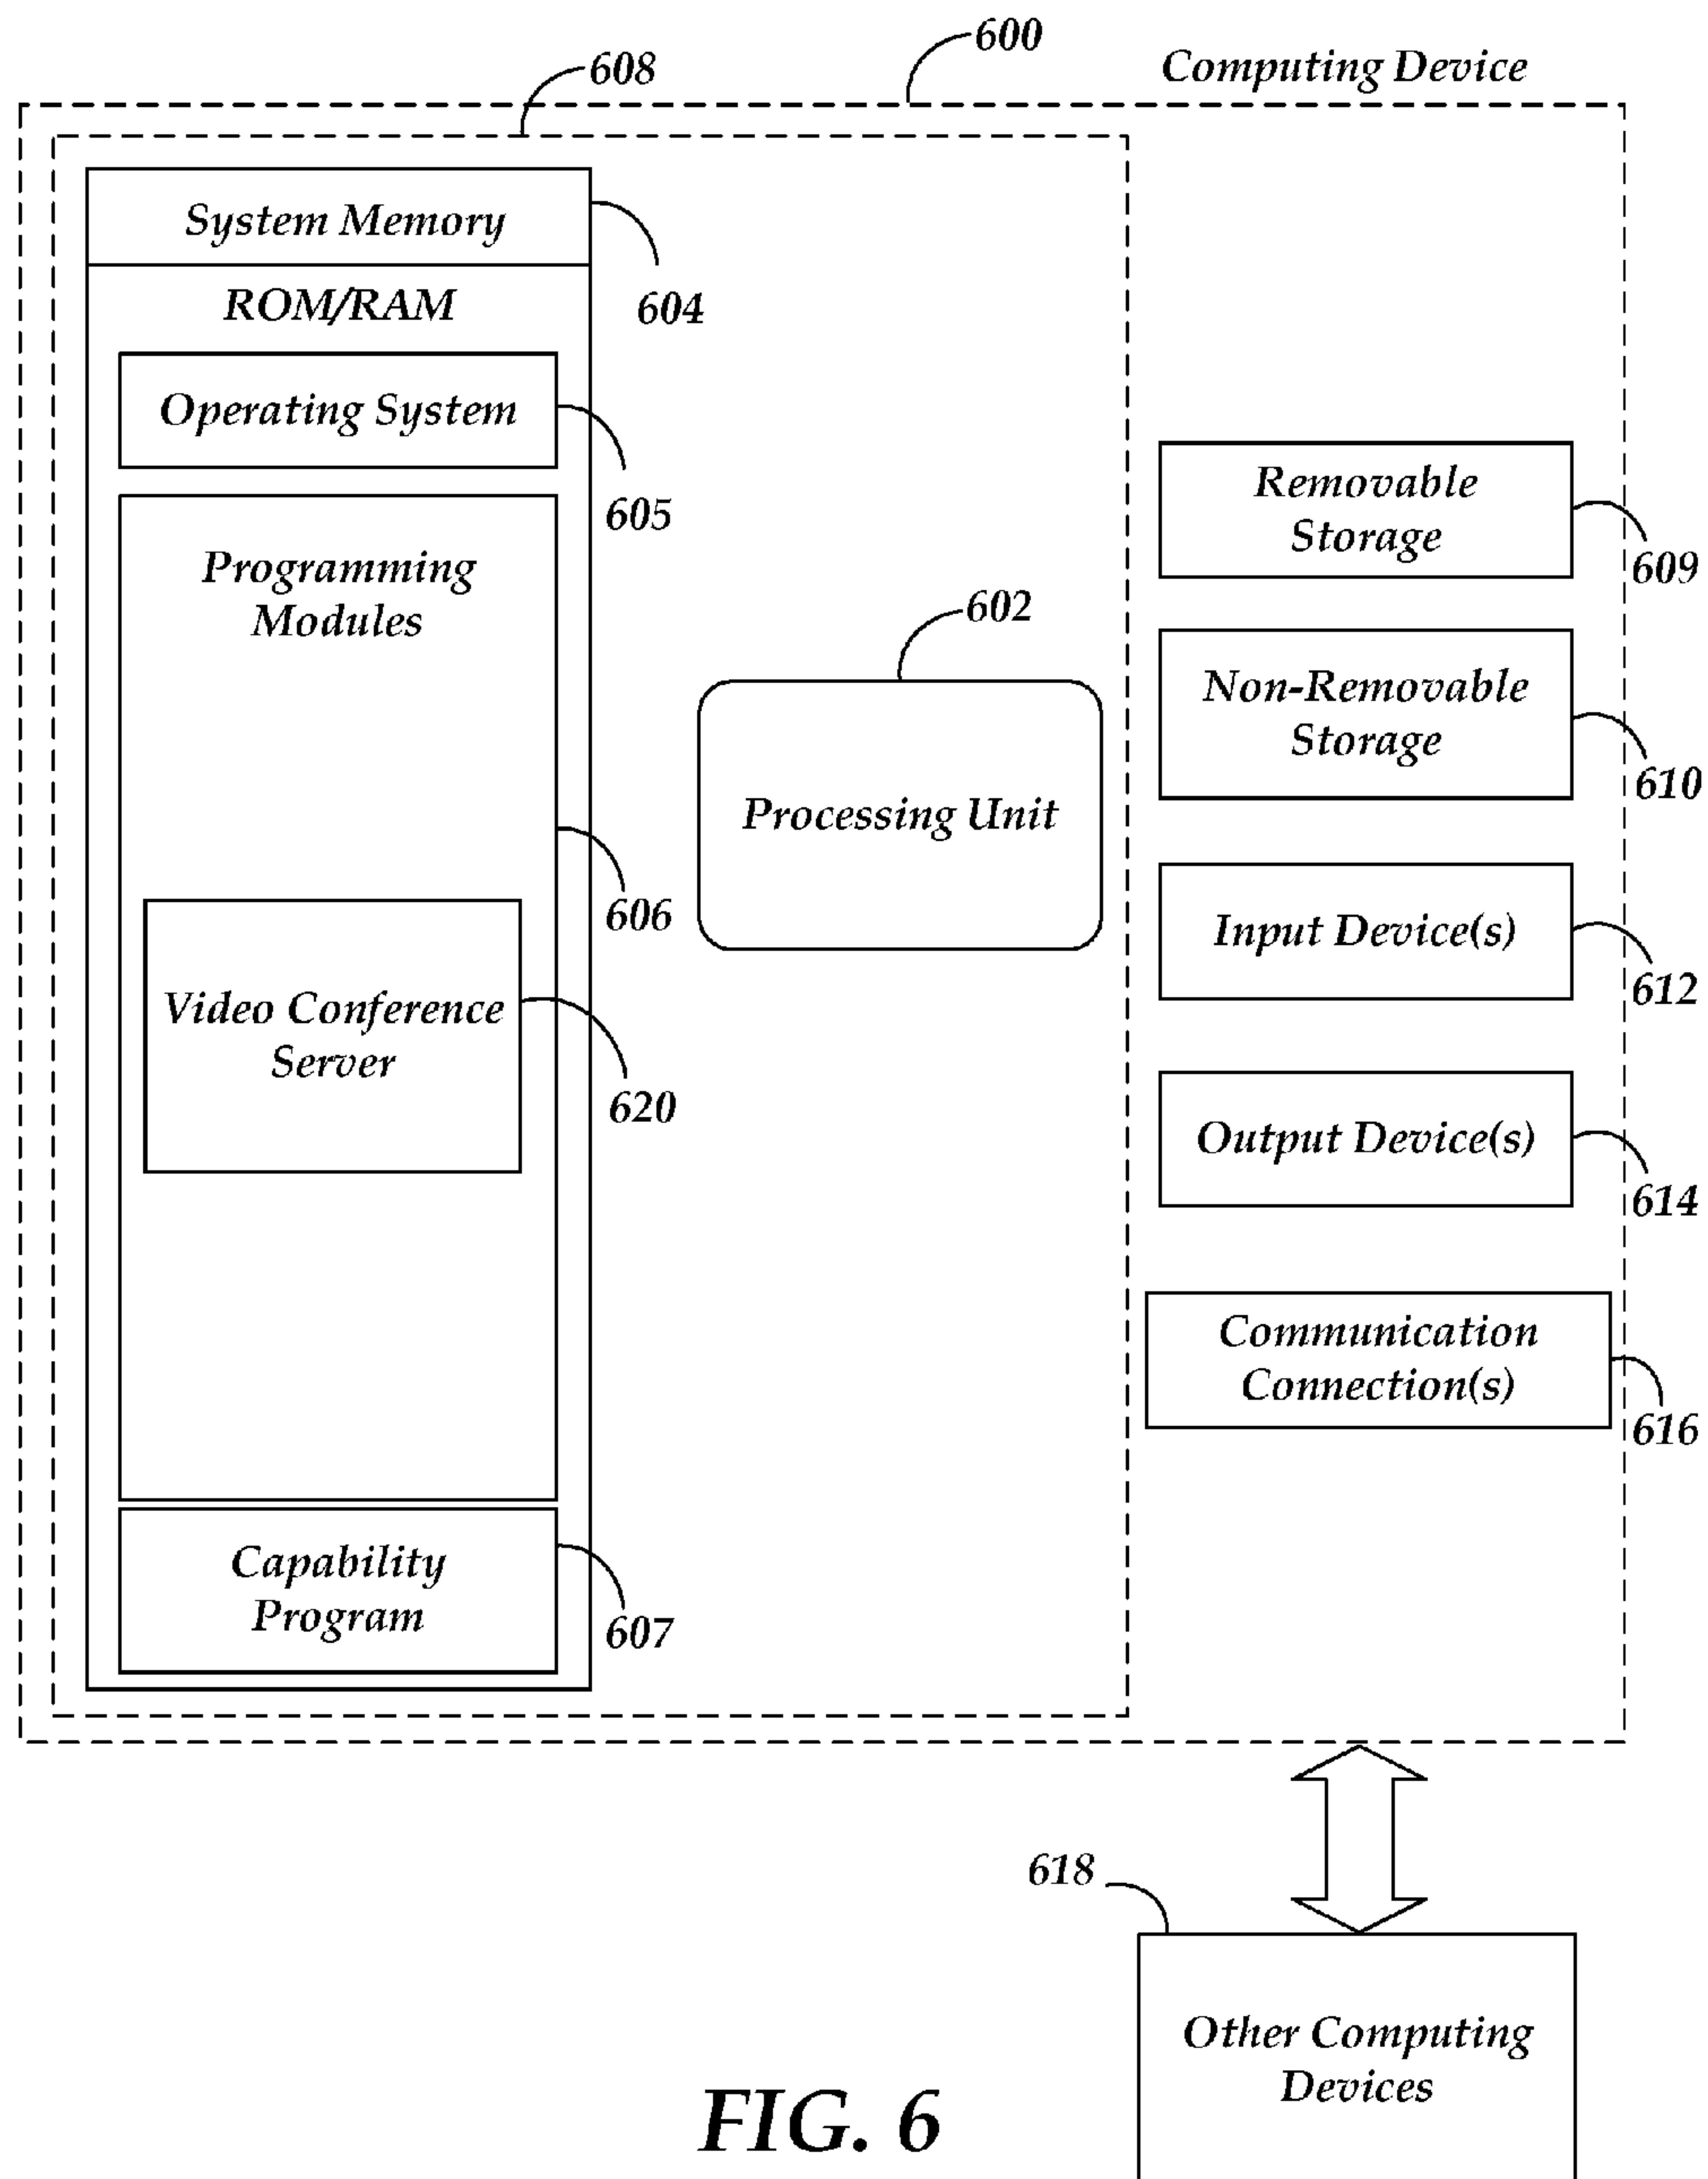 600
Computing Device
608
System Memory
604
ROM/RAM
Operating System
605
Programming
Modules
606
Video Conference
Server
620
Capability
Program
607
602
Processing Unit
Removable
Storage
609
Non-Removable
Storage
610
Input Device(s)
612
Output Device(s)
614
Communication
Connection(s)
616
618
Other Computing
Devices
FIG. 6